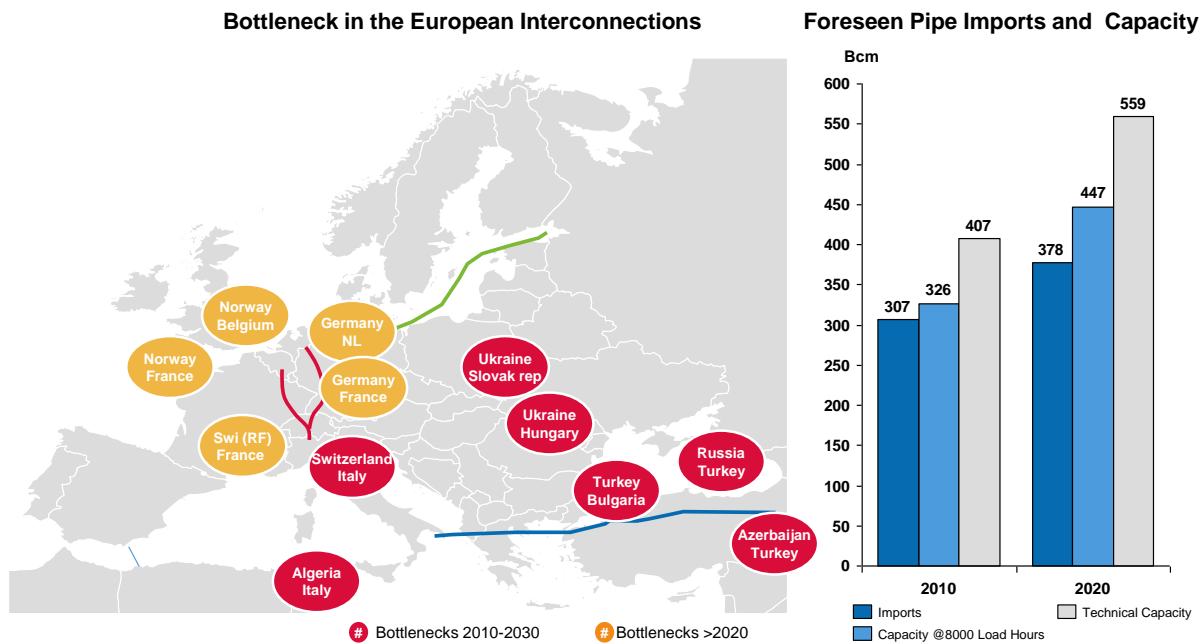 Bottleneck in the European Interconnections
Norway
Belgium
Germany
NL
Norway
France
Germany
France
Ukraine
Slovak rep
Ukraine
Hungary
Swi (RF)
France
Switzerland
Italy
Russia
Turkey
Turkey
Bulgaria
Azerbaijan
Turkey
Algeria
Italy
# Bottlenecks 2010-2030
# Bottlenecks >2020
Foreseen Pipe Imports and Capacity
Bcm
600
550
500
450
400
350
300
250
200
150
100
50
0
307
326
407
378
447
559
2010
2020
Imports
Technical Capacity
Capacity @8000 Load Hours